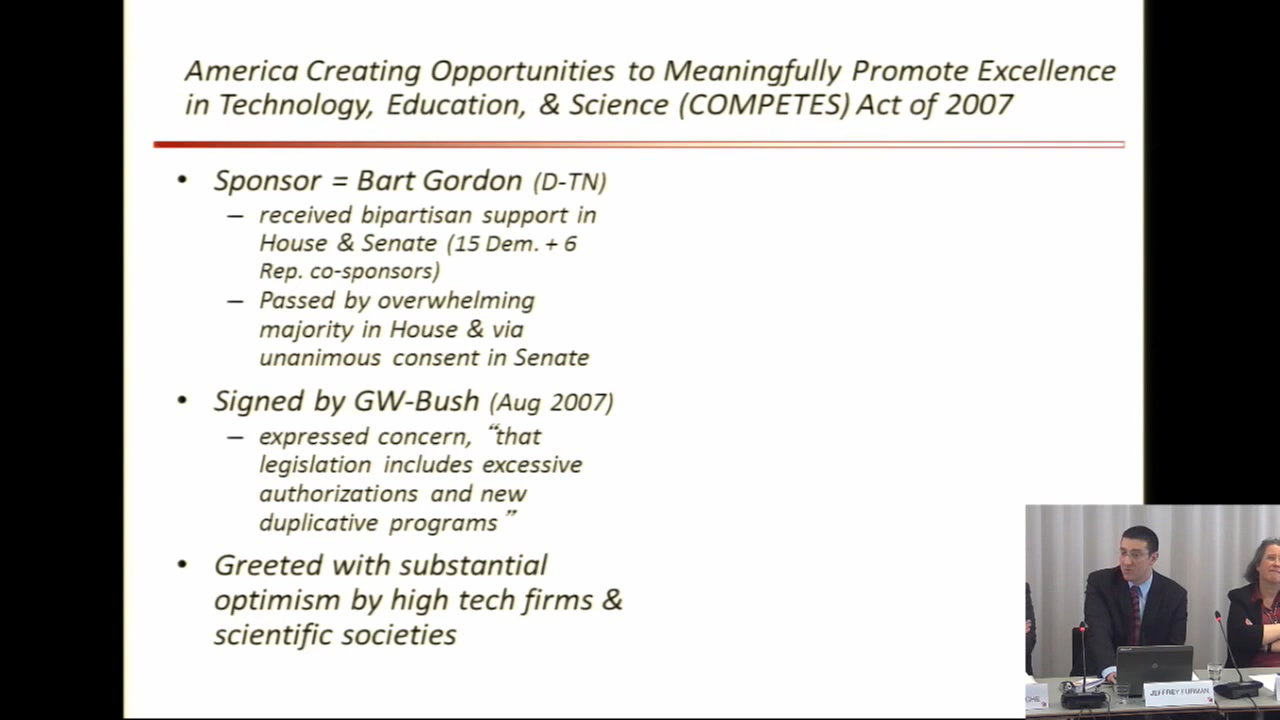 America Creating Opportunities to Meaningfully Promote Excellence
in Technology, Education, & Science (COMPETES) Act of 2007
• Sponsor = Bart Gordon (D-TN)
– received bipartisan support in
House & Senate (15 Dem. + 6
Rep. co-sponsors)
– Passed by overwhelming
majority in House & via
unanimous consent in Senate
• Signed by GW-Bush (Aug 2007)
– expressed concern, “that
legislation includes excessive
authorizations and new
duplicative programs ”
• Greeted with substantial
optimism by high tech firms &
scientific societies
JEFFREY FURMAN